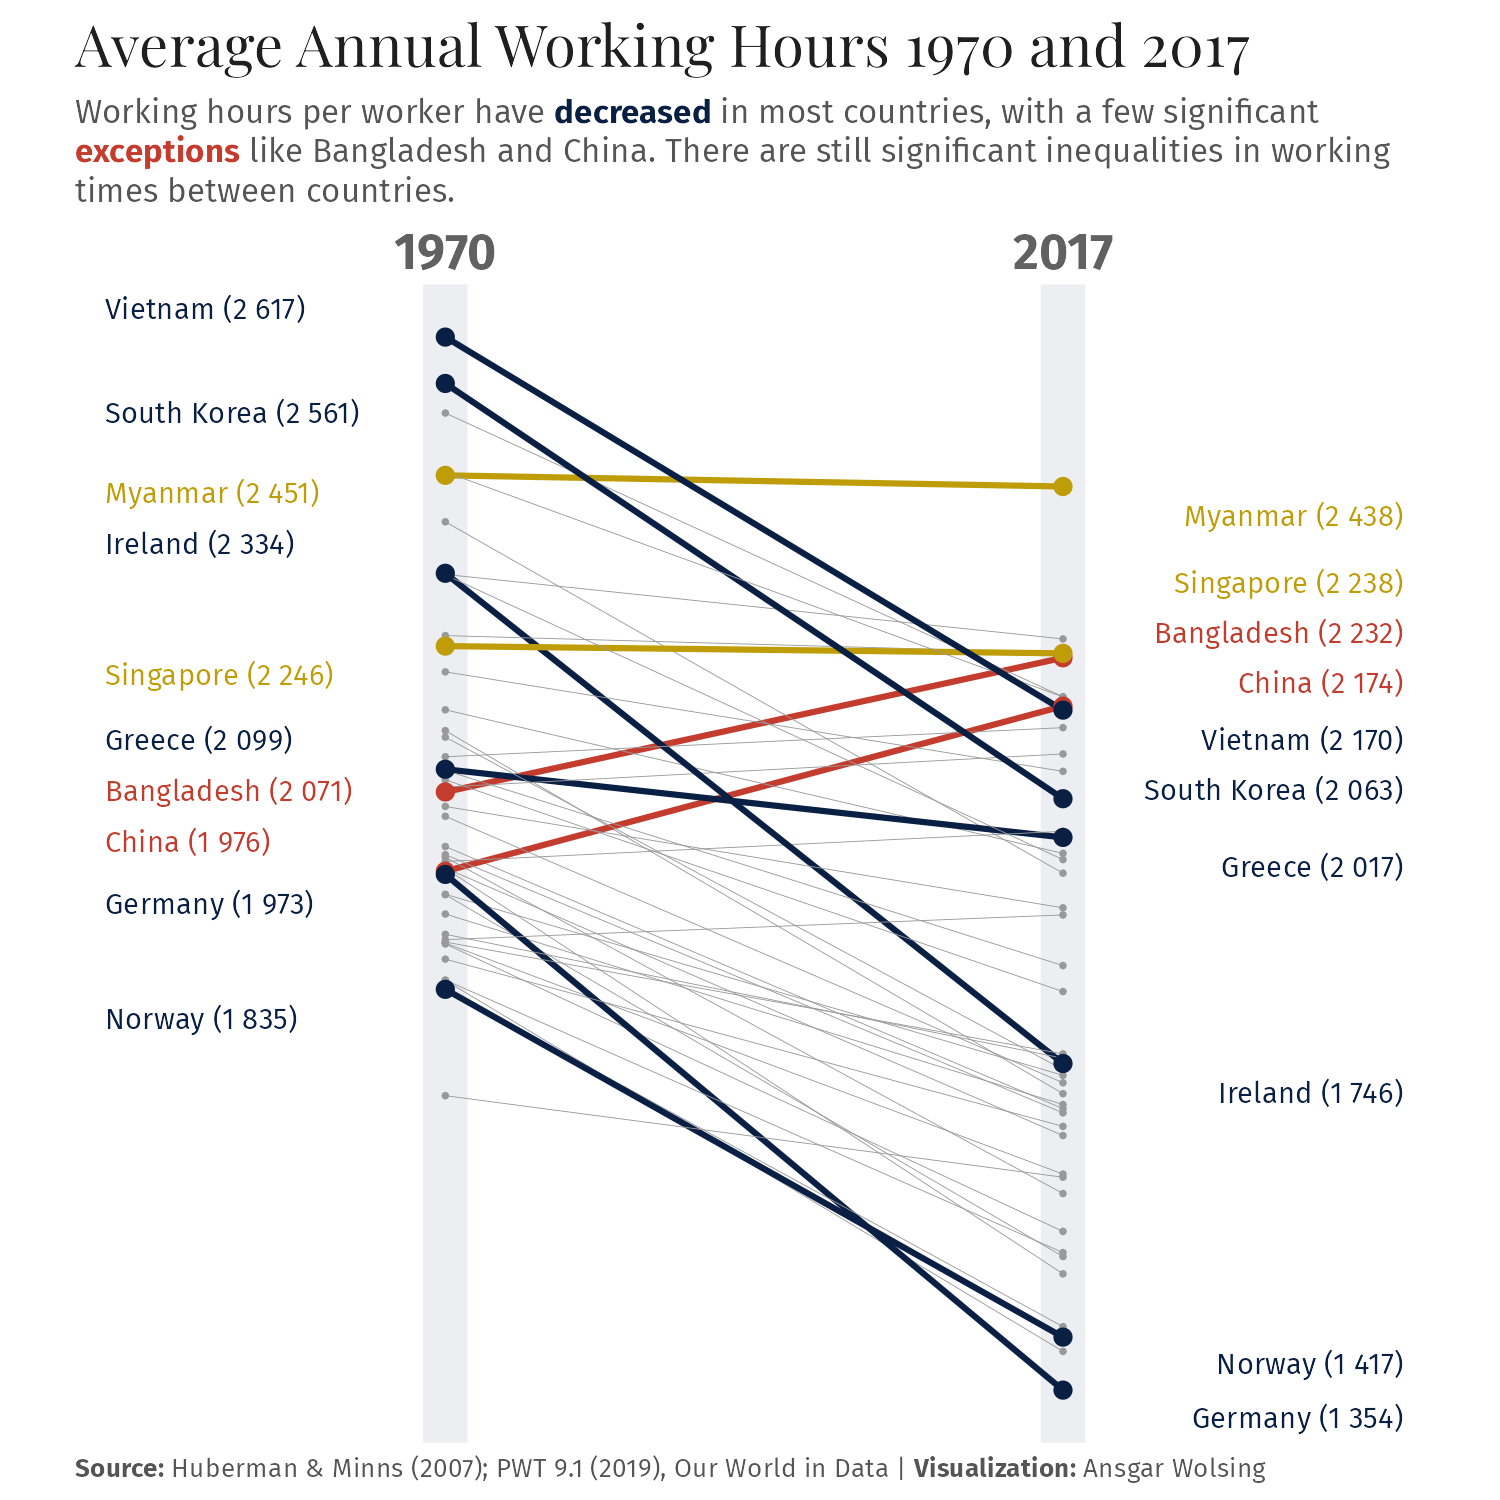 Average Annual Working Hours 1970 and 2017
Working hours per worker have decreased in most countries, with a few significant
exceptions like Bangladesh and China. There are still significant inequalities in working
times between countries.
1970
2017
Vietnam (2 617)
South Korea (2 561)
Myanmar (2 451)
Ireland (2 334)
Singapore (2 246)
Greece (2 099)
Bangladesh (2 071)
China (1 976)
Germany (1 973)
Norway (1 835)
Myanmar (2 438)
Singapore (2 238)
Bangladesh (2 232)
China (2 174)
Vietnam (2 170)
South Korea (2 063)
Greece (2 017)
Ireland (1 746)
Norway (1 417)
Germany (1 354)
Source: Huberman & Minns (2007); PWT 9.1 (2019), Our World in Data | Visualization: Ansgar Wolsing